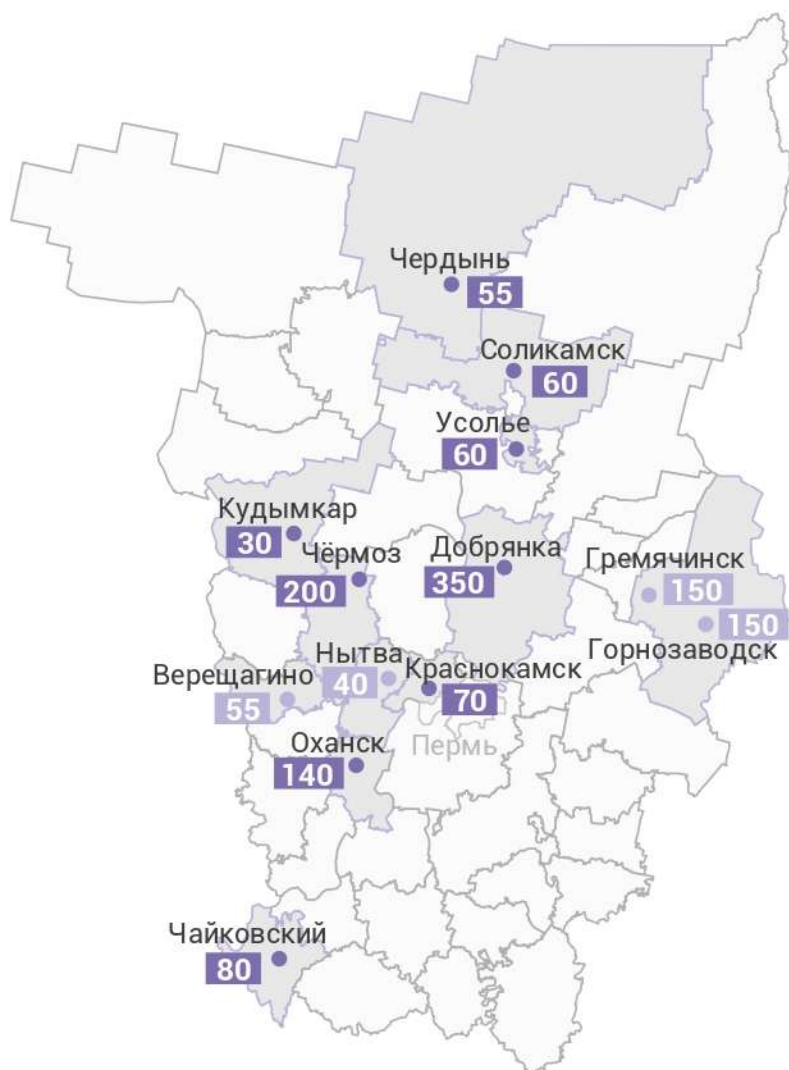 Чердынь
55
Соликамск
60
Усолье
60
Кудымкар
30
Чёрмоз
200
Добрянка
350
Гремячинск
150
150
Горнозаводск
Нытва
40
Верещагино
55
Краснокамск
70
Пермь
Оханск
140
Чайковский
80